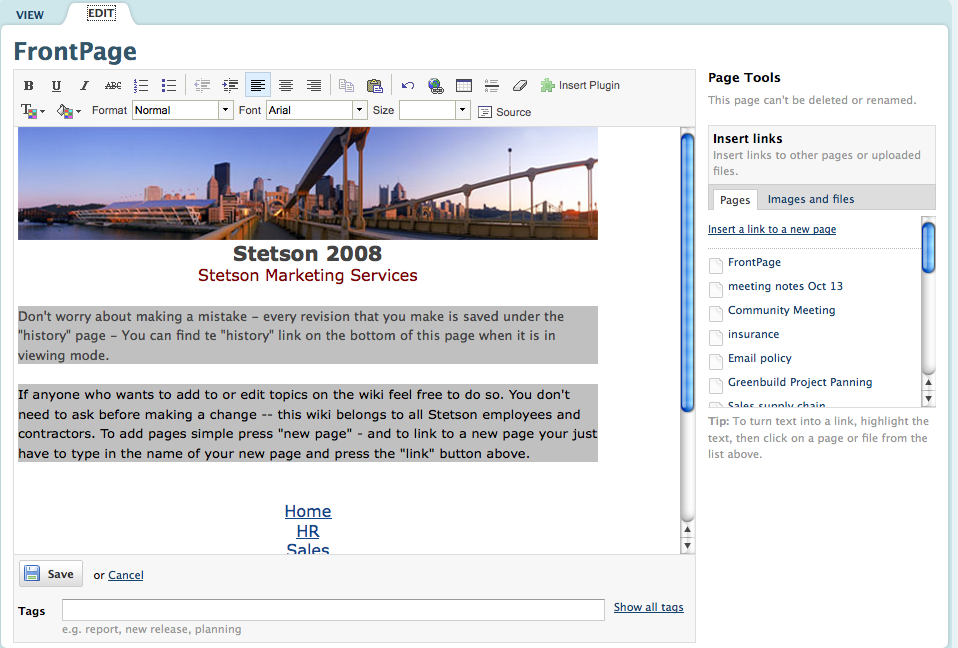 VIEW
EDIT
FrontPage
B U I ABC Insert Plugin
T Format Normal Font Arial Size Source
Stetson 2008
Stetson Marketing Services
Don't worry about making a mistake – every revision that you make is saved under the
"history" page – You can find te "history" link on the bottom of this page when it is in
viewing mode.
If anyone who wants to add to or edit topics on the wiki feel free to do so. You don't
need to ask before making a change -- this wiki belongs to all Stetson employees and
contractors. To add pages simple press "new page" - and to link to a new page your just
have to type in the name of your new page and press the "link" button above.
Home
HR
Sales
Save or Cancel
Tags
Show all tags
e.g. report, new release, planning
Page Tools
This page can't be deleted or renamed.
Insert links
Insert links to other pages or uploaded
files.
Pages Images and files
Insert a link to a new page
FrontPage
meeting notes Oct 13
Community Meeting
insurance
Email policy
Greenbuild Project Panning
Sales supply chain
Tip: To turn text into a link, highlight the
text, then click on a page or file from the
list above.